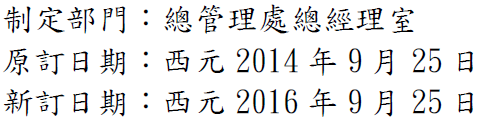 制定部門：總管理處總經理室
原訂日期：西元 2014 年 9 月 25 日
新訂日期：西元 2016 年 9 月 25 日